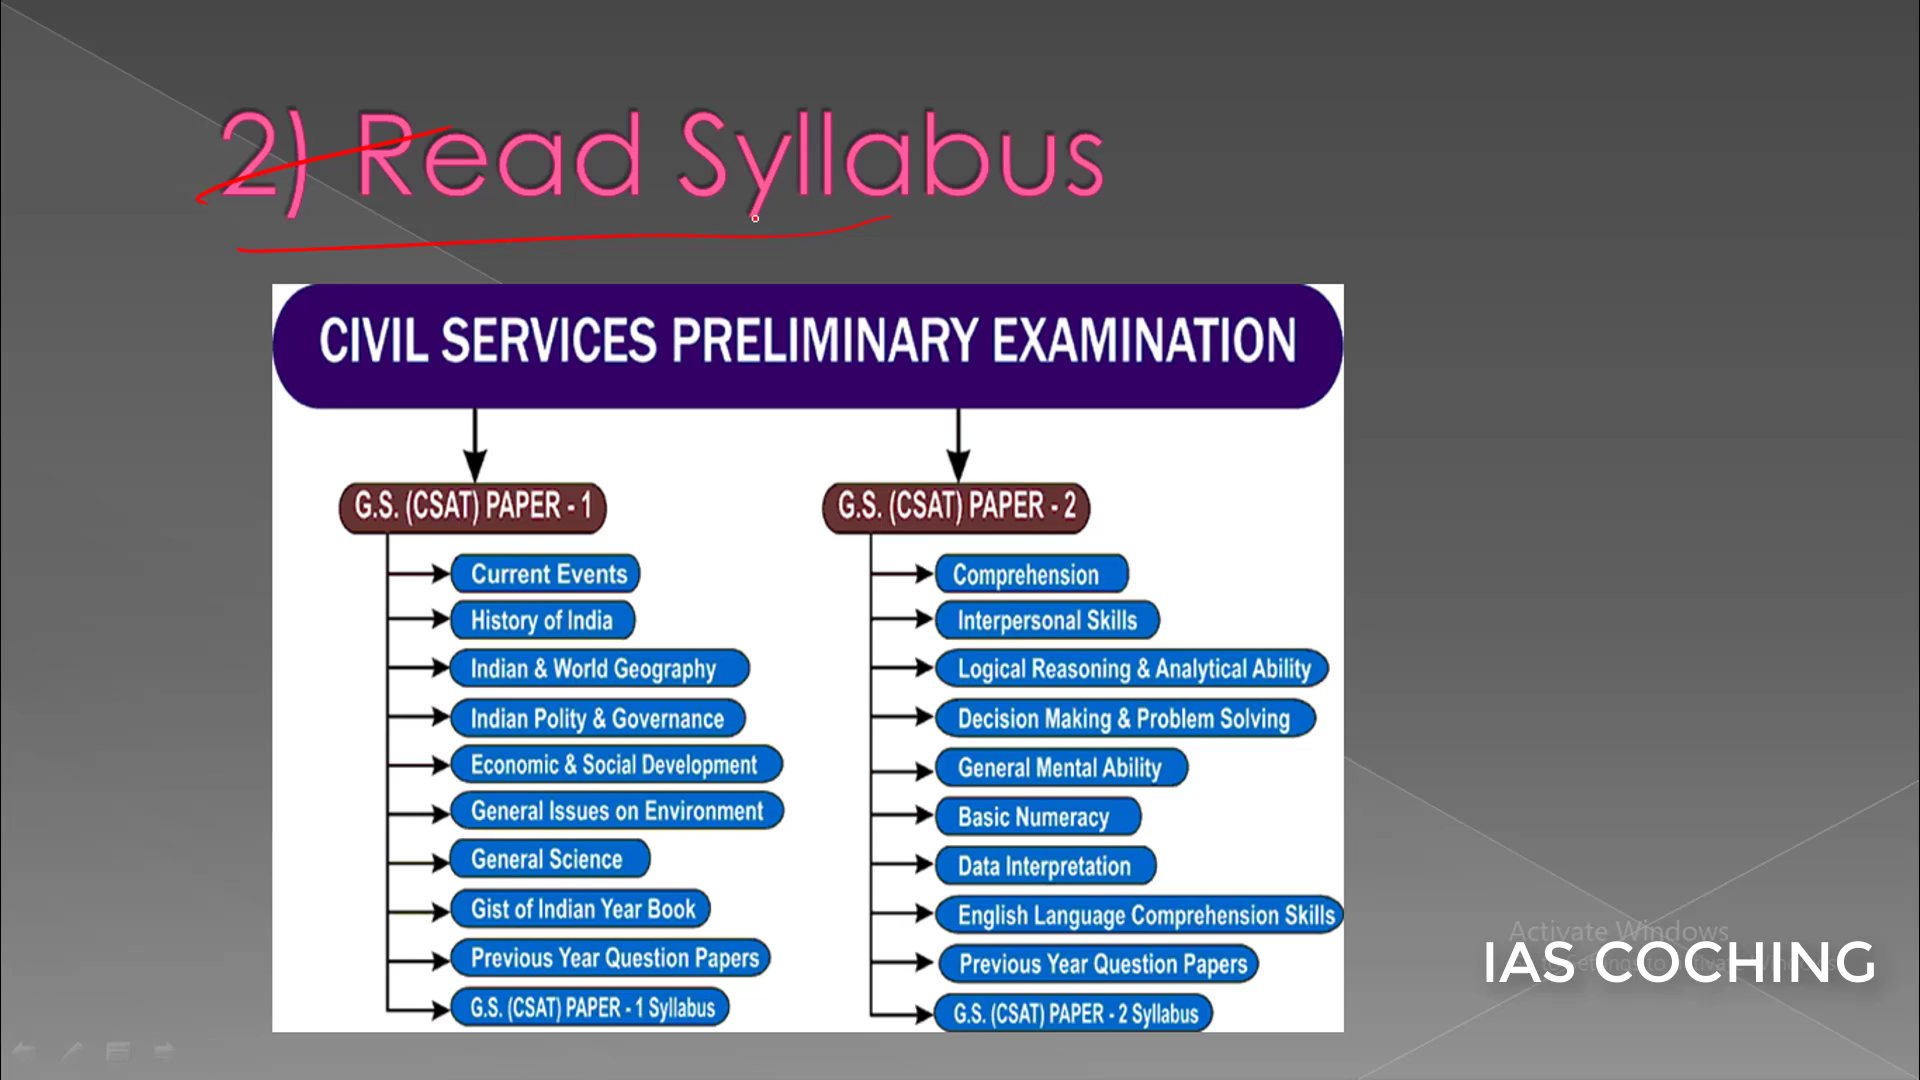 2) Read Syllabus
CIVIL SERVICES PRELIMINARY EXAMINATION
G.S. (CSAT) PAPER - 1
Current Events
History of India
Indian & World Geography
Indian Polity & Governance
Economic & Social Development
General Issues on Environment
General Science
Gist of Indian Year Book
Previous Year Question Papers
G.S. (CSAT) PAPER - 1 Syllabus
G.S. (CSAT) PAPER - 2
Comprehension
Interpersonal Skills
Logical Reasoning & Analytical Ability
Decision Making & Problem Solving
General Mental Ability
Basic Numeracy
Data Interpretation
English Language Comprehension Skills
Previous Year Question Papers
G.S. (CSAT) PAPER - 2 Syllabus
Activate Windows
IAS COCHING